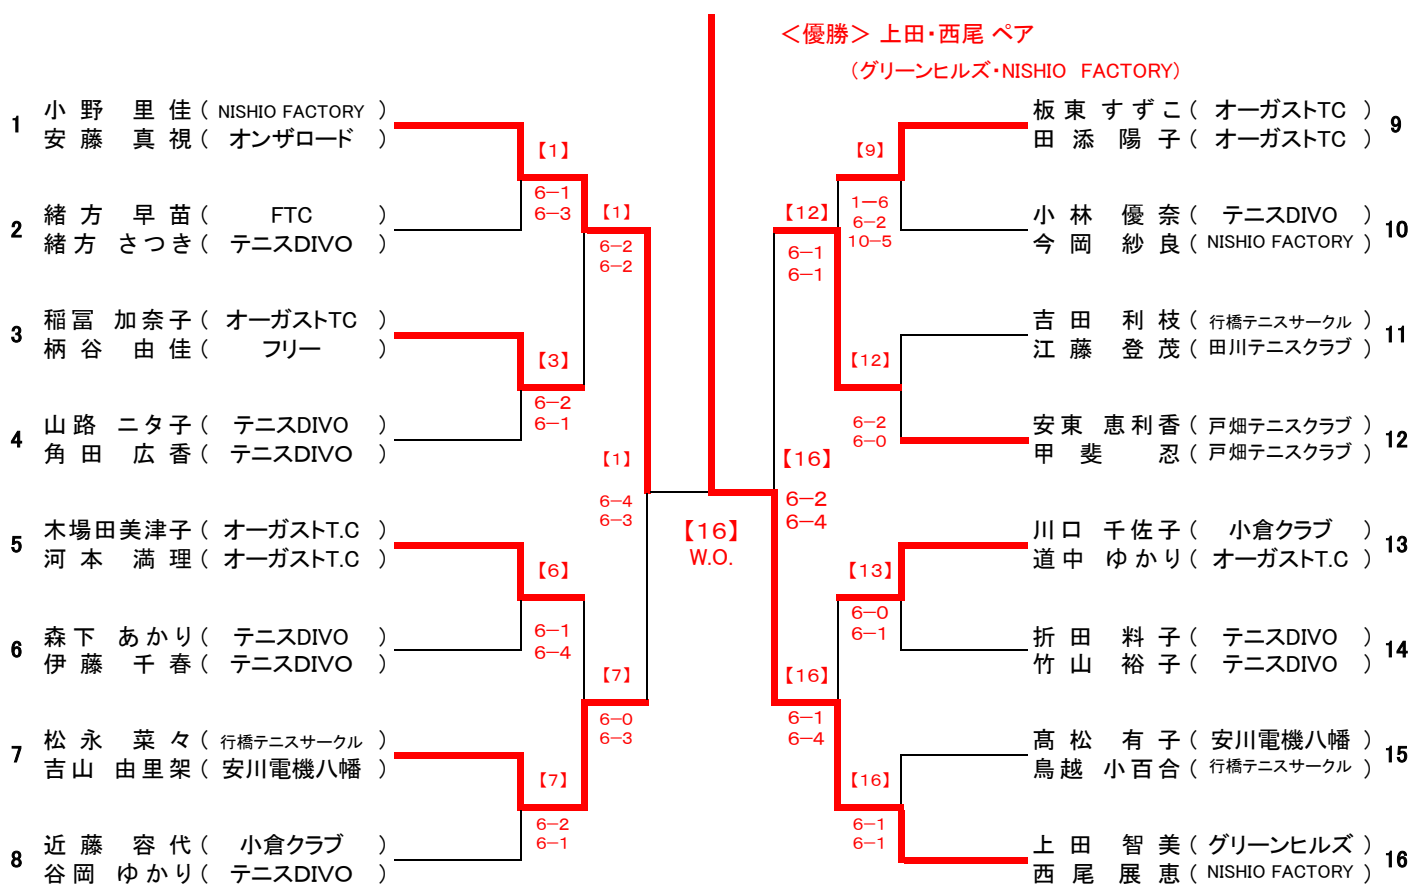 ＜優勝＞ 上田・西尾 ペア
（グリーンヒルズ・NISHIO FACTORY）
1 小野 里佳 ( NISHIO FACTORY )
安藤 真視 ( オンザロード )
2 緒方 早苗 ( FTC )
緒方 さつき ( テニスDIVO )
3 稲冨 加奈子 ( オーガストTC )
柄谷 由佳 ( フリー )
4 山路 ニタ子 ( テニスDIVO )
角田 広香 ( テニスDIVO )
5 木場田美津子 ( オーガストT.C )
河本 満理 ( オーガストT.C )
6 森下 あかり ( テニスDIVO )
伊藤 千春 ( テニスDIVO )
7 松永 菜々 ( 行橋テニスサークル )
吉山 由里架 ( 安川電機八幡 )
8 近藤 容代 ( 小倉クラブ )
谷岡 ゆかり ( テニスDIVO )
【1】
6－1
6－3
【3】
6－2
6－1
【6】
6－1
6－4
【7】
6－2
6－1
【1】
6－2
6－2
【7】
6－0
6－3
【1】
6－4
6－3
【16】
W.O.
【16】
6－2
6－4
【12】
6－1
6－1
【16】
6－1
6－4
【9】
1－6
6－2
10－5
【12】
6－2
6－0
【13】
6－0
6－1
【16】
6－1
6－1
板東 すずこ ( オーガストTC ) 9
田添 陽子 ( オーガストTC )
小林 優奈 ( テニスDIVO ) 10
今岡 紗良 ( NISHIO FACTORY )
吉田 利枝 ( 行橋テニスサークル ) 11
江藤 登茂 ( 田川テニスクラブ )
安東 恵利香 ( 戸畑テニスクラブ ) 12
甲斐 忍 ( 戸畑テニスクラブ )
川口 千佐子 ( 小倉クラブ ) 13
道中 ゆかり ( オーガストT.C )
折田 料子 ( テニスDIVO ) 14
竹山 裕子 ( テニスDIVO )
髙松 有子 ( 安川電機八幡 ) 15
鳥越 小百合 ( 行橋テニスサークル )
上田 智美 ( グリーンヒルズ ) 16
西尾 展恵 ( NISHIO FACTORY )